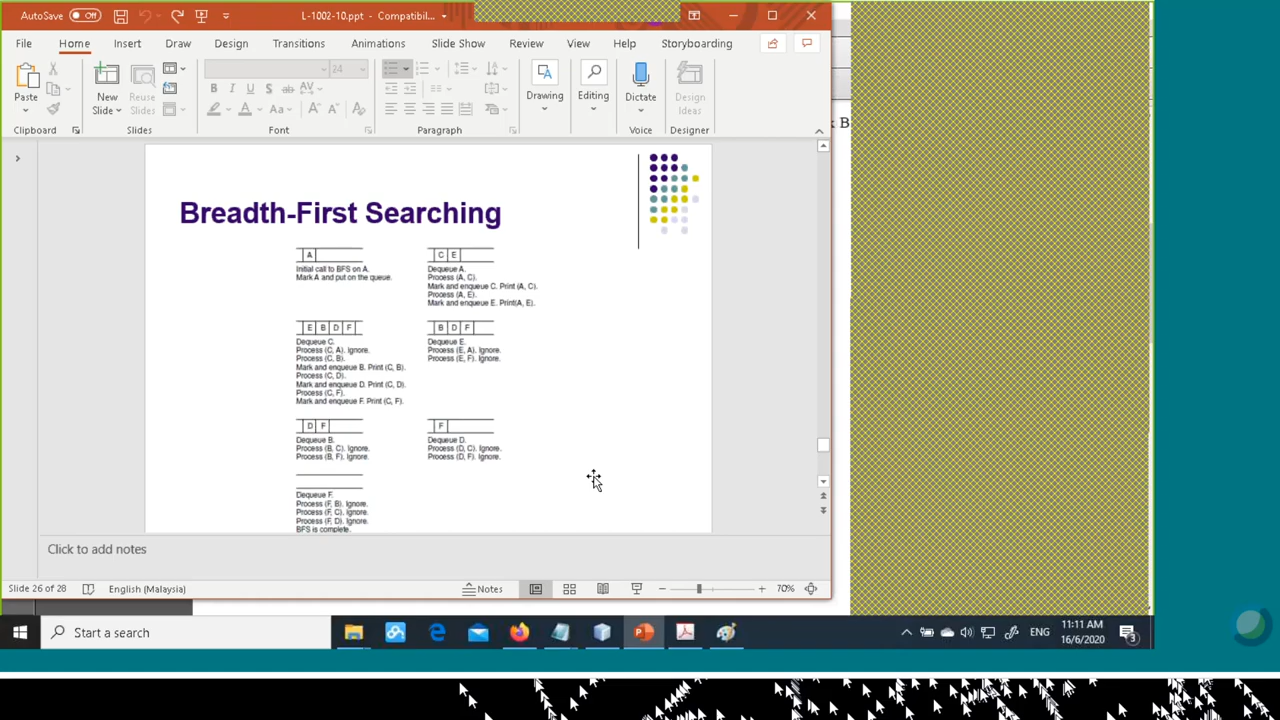 AutoSave Off L-1002-10.ppt - Compatibil...
File Home Insert Draw Design Transitions Animations Slide Show Review View Help Storyboarding
24
Paste New Slide Reuse Slides Drawing Editing Dictate Design Ideas
B I U S ab AV
A Aa A A A
Clipboard Slides Font Paragraph Voice Designer
k B
Breadth-First Searching
A
Initial call to BFS on A.
Mark A and put on the queue.
C E
Dequeue A.
Process (A, C).
Mark and enqueue C. Print (A, C).
Process (A, E).
Mark and enqueue E. Print(A, E).
E B D F
Dequeue C.
Process (C, A). Ignore.
Process (C, B).
Mark and enqueue B. Print (C, B).
Process (C, D).
Mark and enqueue D. Print (C, D).
Process (C, F).
Mark and enqueue F. Print (C, F).
B D F
Dequeue E.
Process (E, A). Ignore.
Process (E, F). Ignore.
D F
Dequeue B.
Process (B, C). Ignore.
Process (B, F). Ignore.
F
Dequeue D.
Process (D, C). Ignore.
Process (D, F). Ignore.
Dequeue F.
Process (F, B). Ignore.
Process (F, C). Ignore.
Process (F, D). Ignore.
BFS is complete.
Click to add notes
Slide 26 of 28 English (Malaysia) Notes 70%
Start a search
ENG
11:11 AM
16/6/2020
3